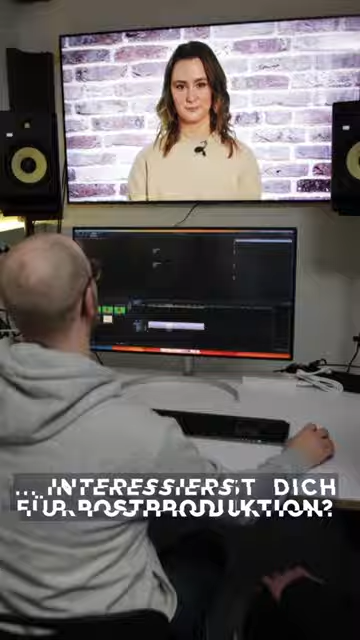 ... INTERESSIERST DICH
FÜR POSTPRODUKTION?